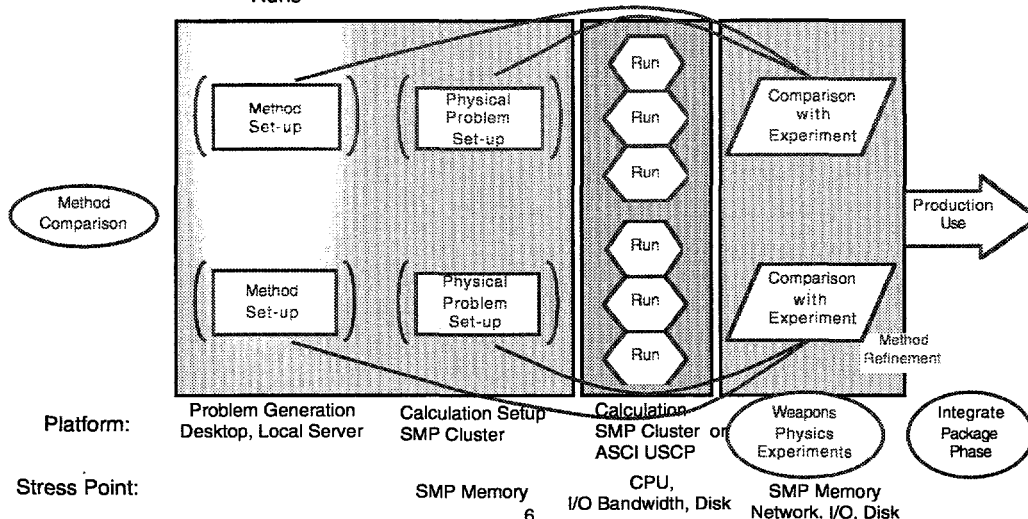 Runs
Method
Set-up
Physical
Problem
Set-up
Run
Run
Run
Comparison
with
Experiment
Method
Comparison
Production
Use
Method
Set-up
Physical
Problem
Set-up
Run
Run
Run
Comparison
with
Experiment
Method
Refinement
Platform:
Problem Generation
Desktop, Local Server
Calculation Setup
SMP Cluster
Calculation
SMP Cluster or
ASCI USCP
Weapons
Physics
Experiments
Integrate
Package
Phase
Stress Point:
SMP Memory
CPU,
I/O Bandwidth, Disk
SMP Memory
Network, I/O, Disk
6